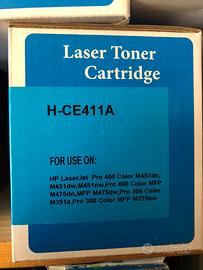 Laser Toner
Cartridge
H-CE411A
FOR USE ON:
HP LaserJet Pro 400 Color M451dn,
M451dw,M451nw,Pro 400 Color MFP
M475dn,MFP M475dw,Pro 300 Color
M351a,Pro 300 Color MFP M375nw
subito